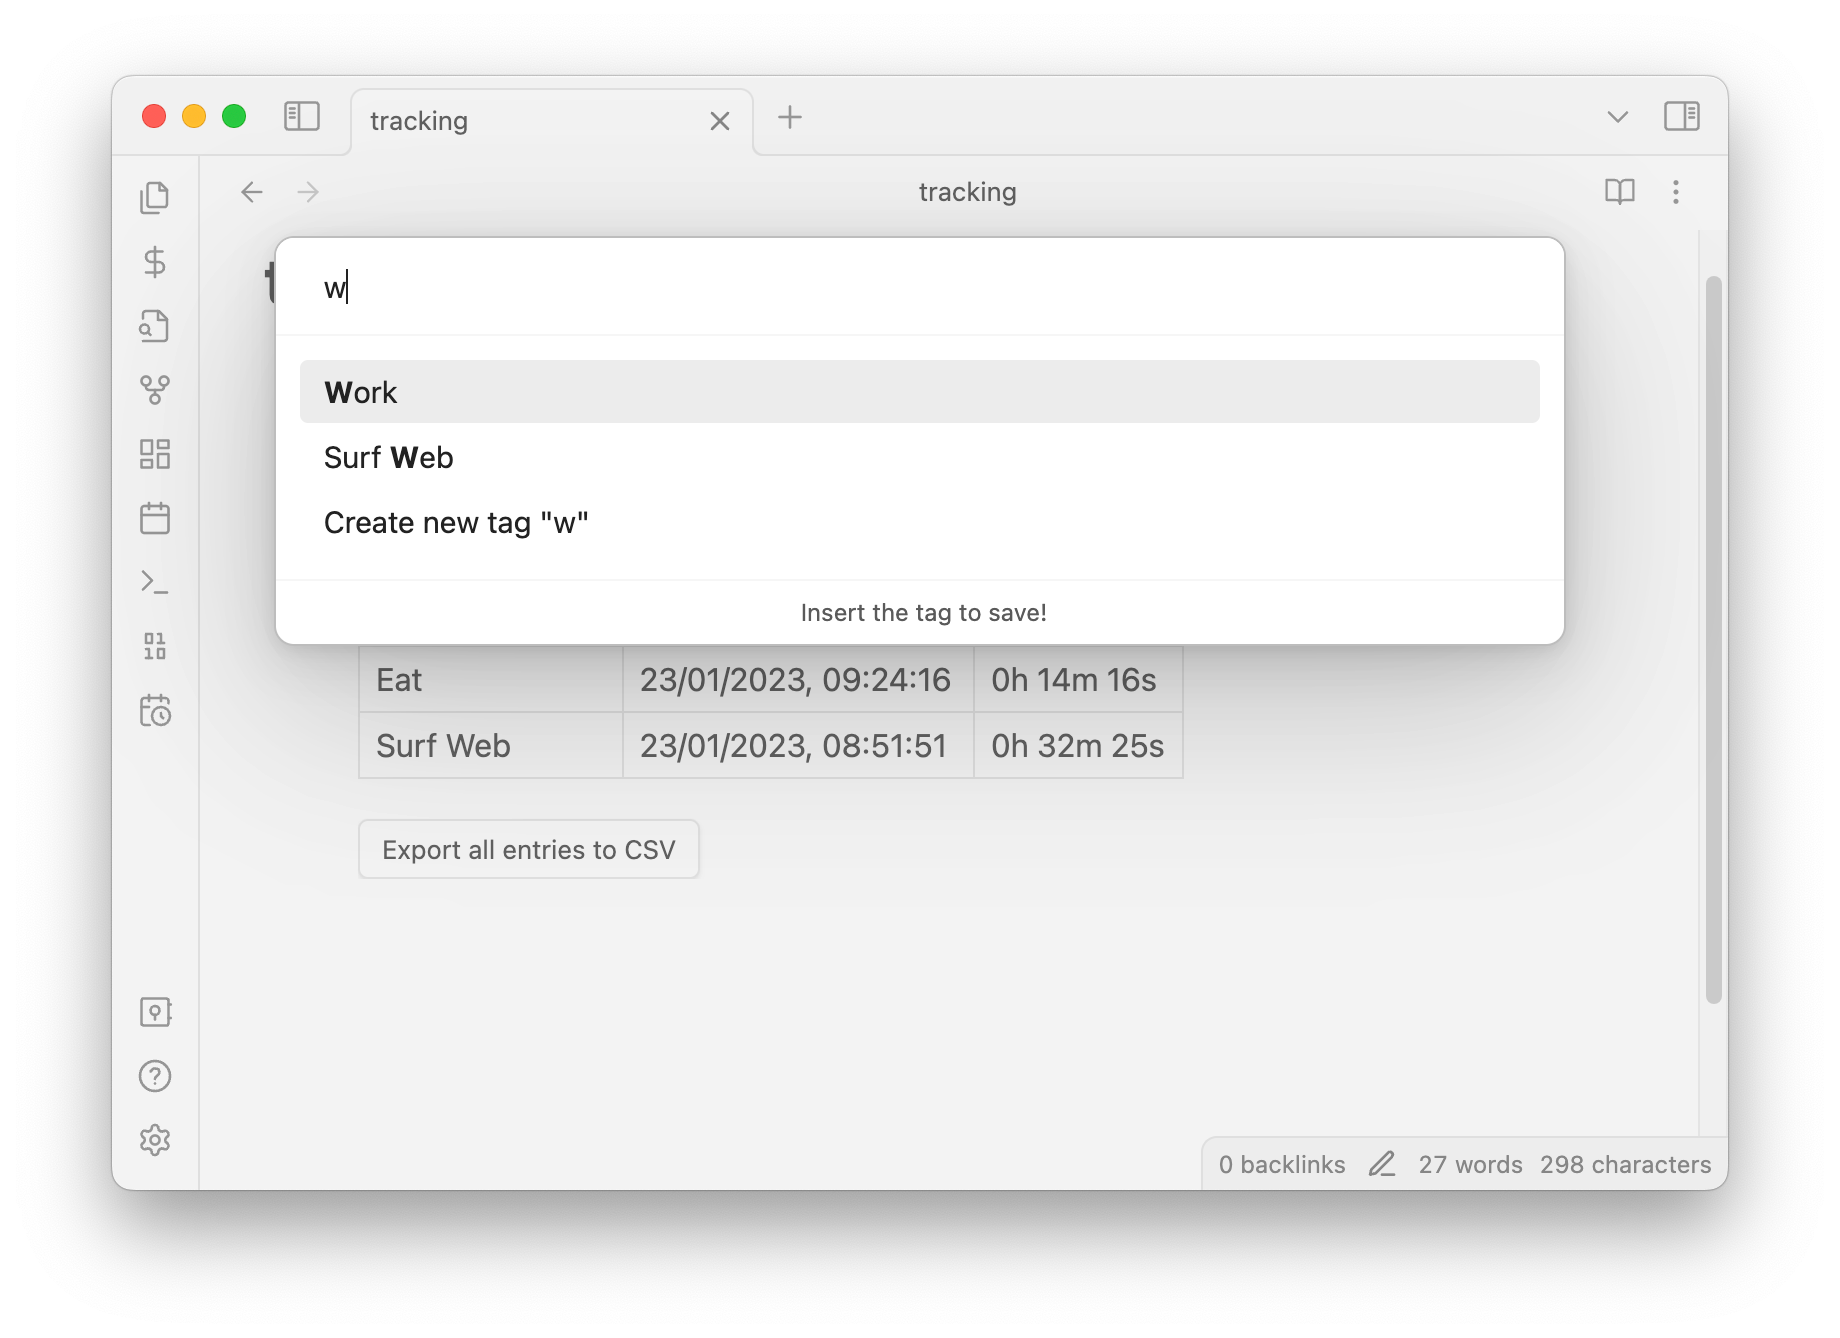 tracking
tracking
w
Work
Surf Web
Create new tag "w"
Insert the tag to save!
Eat 23/01/2023, 09:24:16 0h 14m 16s
Surf Web 23/01/2023, 08:51:51 0h 32m 25s
Export all entries to CSV
0 backlinks 27 words 298 characters